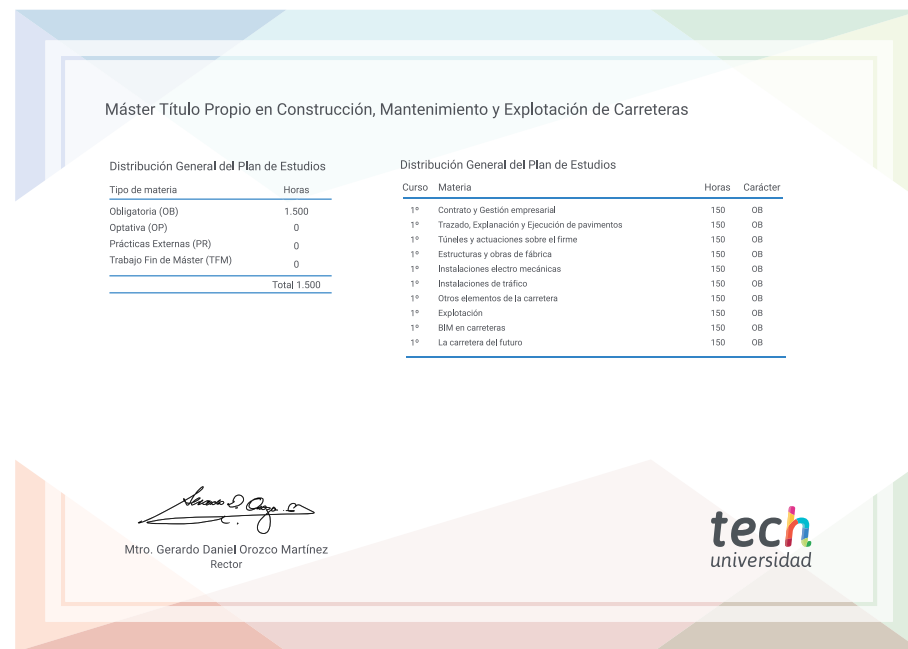 Máster Título Propio en Construcción, Mantenimiento y Explotación de Carreteras
Distribución General del Plan de Estudios
Tipo de materia Horas
Obligatoria (OB) 1.500
Optativa (OP) 0
Prácticas Externas (PR) 0
Trabajo Fin de Máster (TFM) 0
Total 1.500
Distribución General del Plan de Estudios
Curso Materia Horas Carácter
1º Contrato y Gestión empresarial 150 OB
1º Trazado, Explanación y Ejecución de pavimentos 150 OB
1º Túneles y actuaciones sobre el firme 150 OB
1º Estructuras y obras de fábrica 150 OB
1º Instalaciones electro mecánicas 150 OB
1º Instalaciones de tráfico 150 OB
1º Otros elementos de la carretera 150 OB
1º Explotación 150 OB
1º BIM en carreteras 150 OB
1º La carretera del futuro 150 OB
Mtro. Gerardo Daniel Orozco Martínez
Rector
tech
universidad